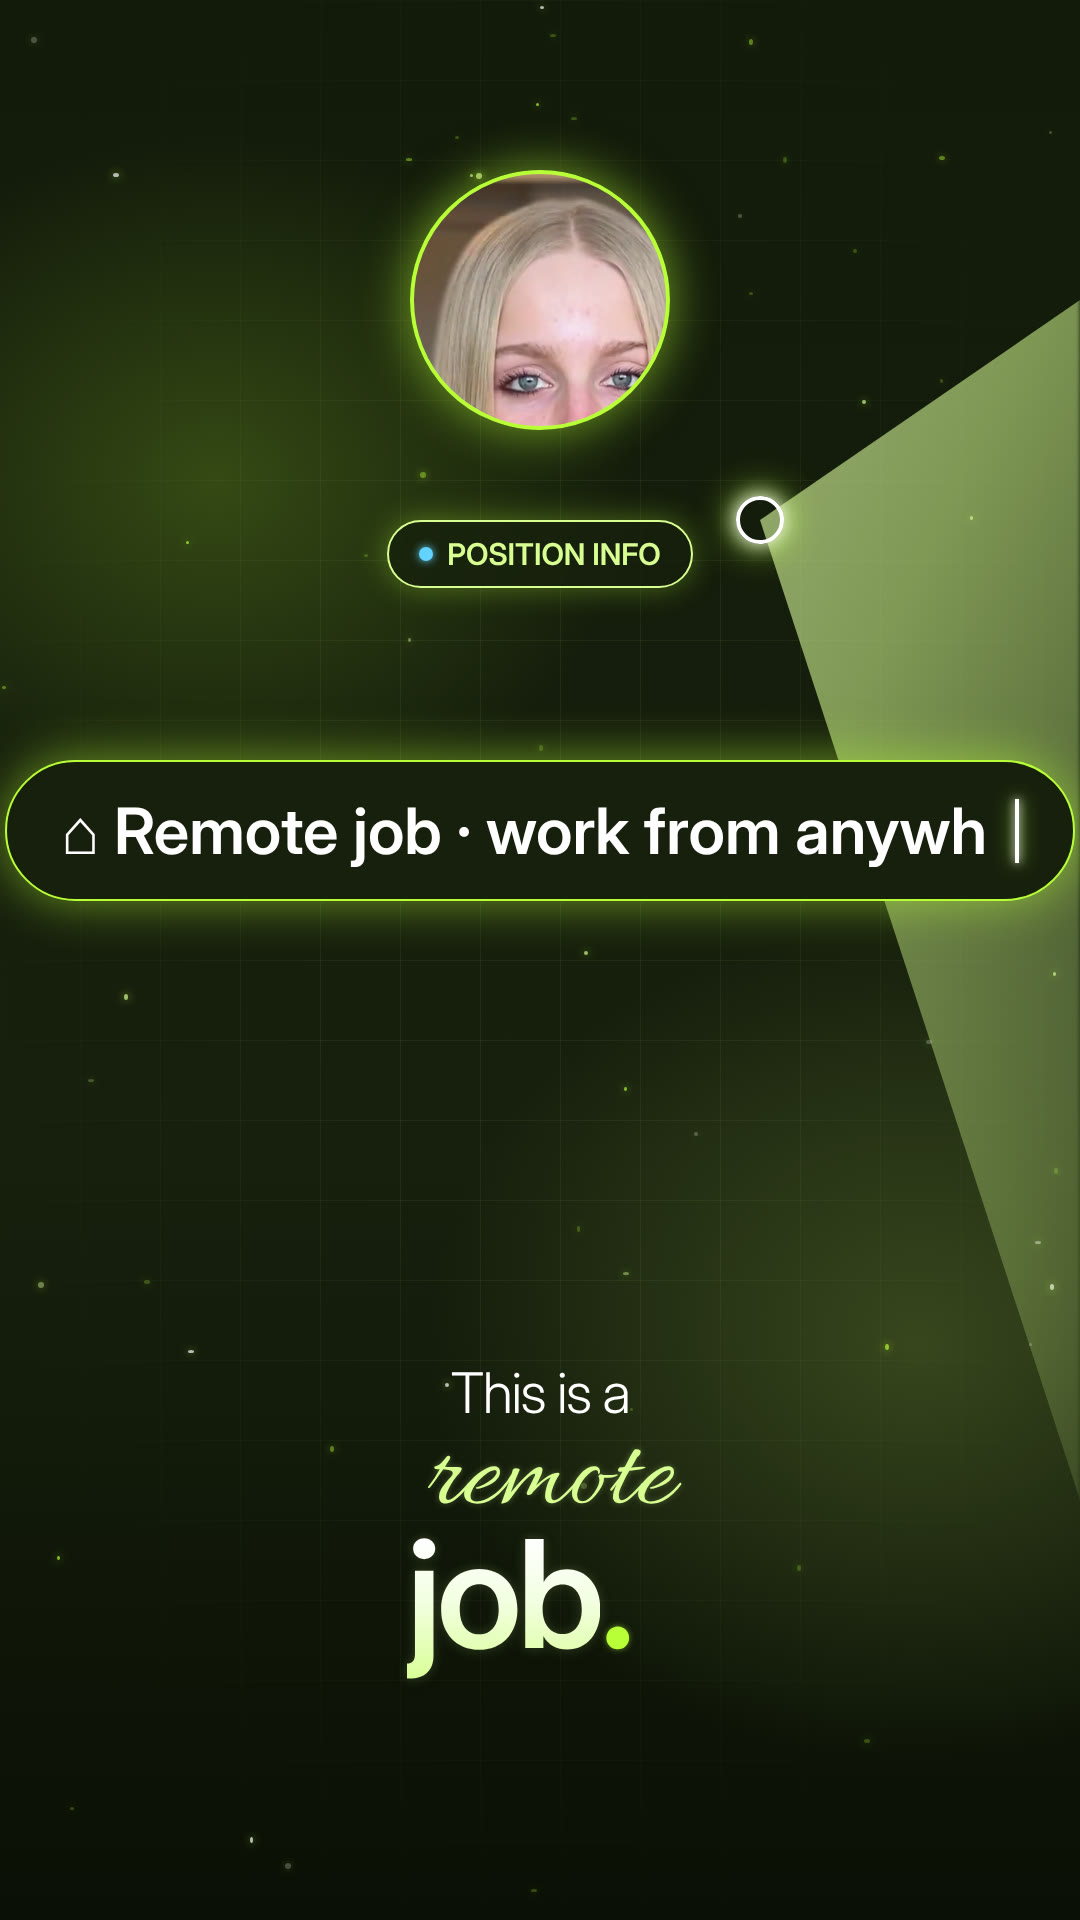 POSITION INFO
⌂ Remote job · work from anywh
This is a
remote
job.